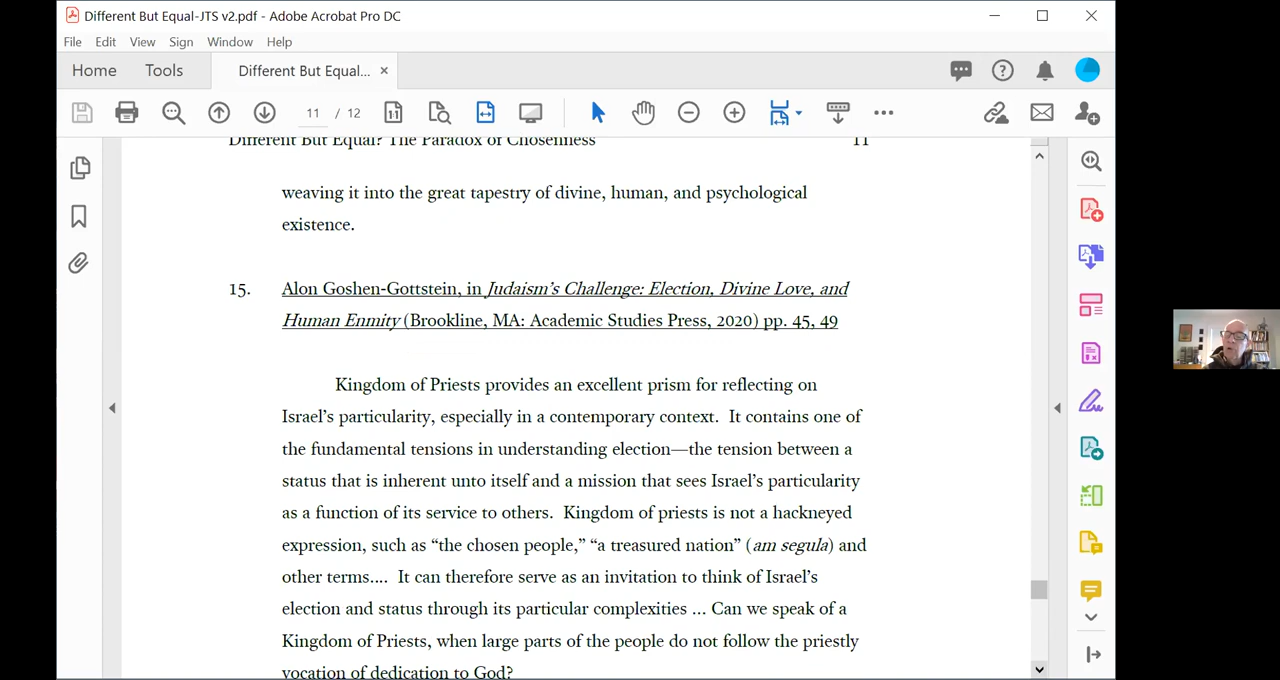 Different But Equal-JTS v2.pdf - Adobe Acrobat Pro DC
File Edit View Sign Window Help
Home Tools Different But Equal... ×
11 / 12
Different But Equal? The Paradox of Chosenness 11
weaving it into the great tapestry of divine, human, and psychological
existence.
15. Alon Goshen-Gottstein, in Judaism's Challenge: Election, Divine Love, and
Human Enmity (Brookline, MA: Academic Studies Press, 2020) pp. 45, 49
Kingdom of Priests provides an excellent prism for reflecting on
Israel's particularity, especially in a contemporary context. It contains one of
the fundamental tensions in understanding election—the tension between a
status that is inherent unto itself and a mission that sees Israel's particularity
as a function of its service to others. Kingdom of priests is not a hackneyed
expression, such as “the chosen people,” “a treasured nation” (am segula) and
other terms.... It can therefore serve as an invitation to think of Israel's
election and status through its particular complexities ... Can we speak of a
Kingdom of Priests, when large parts of the people do not follow the priestly
vocation of dedication to God?